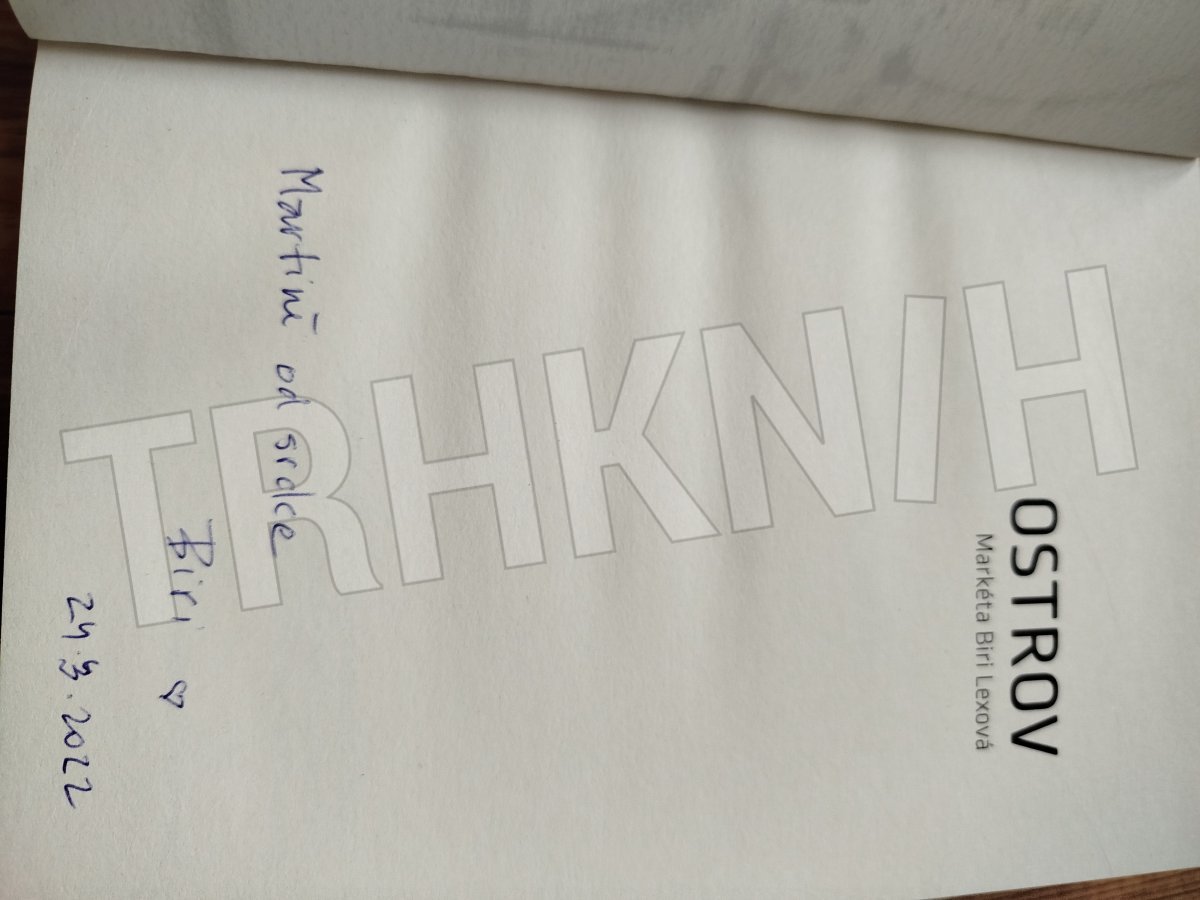 OSTROV
Markéta Biri Lexová
TRHKNIH
Martině od srdce
Biri ♡
24.3.2022